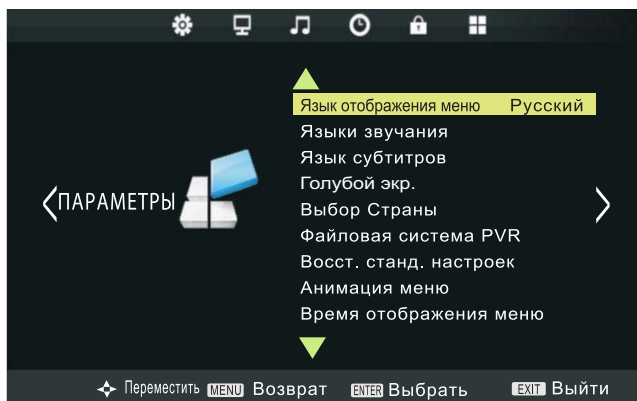 Язык отображения меню Русский
Языки звучания
Язык субтитров
Голубой экр.
ПАРАМЕТРЫ
Выбор Страны
Файловая система PVR
Восст. станд. настроек
Анимация меню
Время отображения меню
Переместить MENU Возврат ENTER Выбрать EXIT Выйти